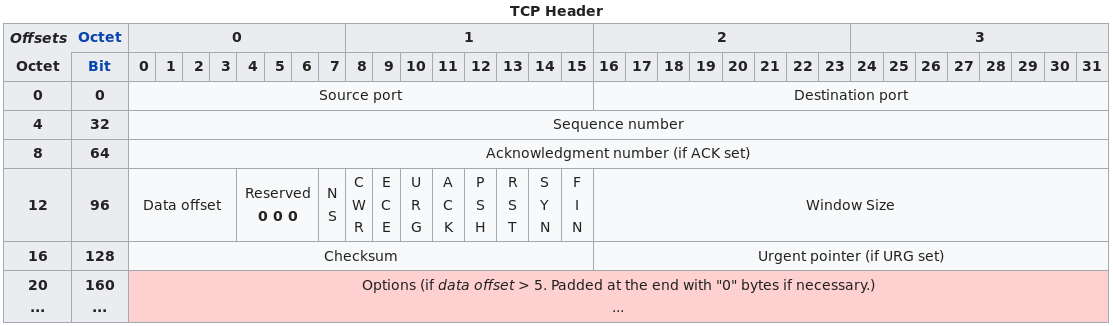 TCP Header
Offsets Octet 0 1 2 3
Octet Bit 0 1 2 3 4 5 6 7 8 9 10 11 12 13 14 15 16 17 18 19 20 21 22 23 24 25 26 27 28 29 30 31
0 0 Source port Destination port
4 32 Sequence number
8 64 Acknowledgment number (if ACK set)
12 96 Data offset Reserved 0 0 0 NS CWR ECE URG ACK PSH RST SYN FIN Window Size
16 128 Checksum Urgent pointer (if URG set)
20 160 Options (if data offset > 5. Padded at the end with "0" bytes if necessary.)
... ... ...